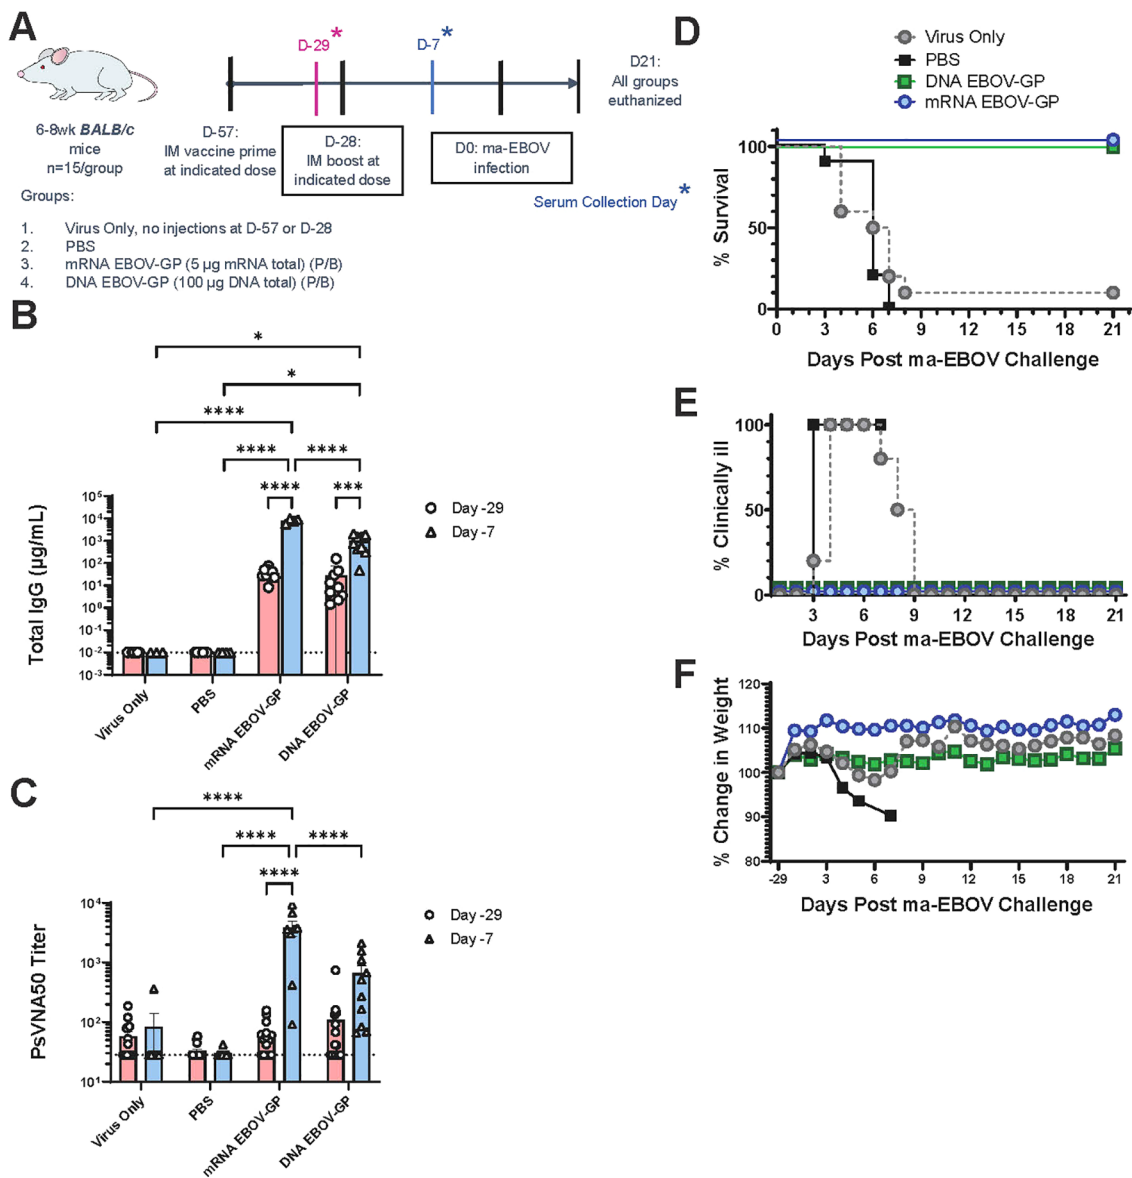 A
D-29*
D-7*
D21:
All groups
euthanized
6-8wk BALB/c
mice
n=15/group
D-57:
IM vaccine prime
at indicated dose
D-28:
IM boost at
indicated dose
D0: ma-EBOV
infection
Serum Collection Day*
Groups:
1. Virus Only, no injections at D-57 or D-28
2. PBS
3. mRNA EBOV-GP (5 µg mRNA total) (P/B)
4. DNA EBOV-GP (100 µg DNA total) (P/B)
B
*
*
****
**** ****
**** ***
Total IgG (µg/mL)
10⁵
10⁴
10³
10²
10¹
10⁰
10⁻¹
10⁻²
10⁻³
Day -29
Day -7
Virus Only
PBS
mRNA EBOV-GP
DNA EBOV-GP
C
****
**** ****
****
PsVNA50 Titer
10⁴
10³
10²
10¹
Day -29
Day -7
Virus Only
PBS
mRNA EBOV-GP
DNA EBOV-GP
D
Virus Only
PBS
DNA EBOV-GP
mRNA EBOV-GP
% Survival
100
50
0
0 3 6 9 12 15 18 21
Days Post ma-EBOV Challenge
E
% Clinically ill
100
50
0
3 6 9 12 15 18 21
Days Post ma-EBOV Challenge
F
% Change in Weight
120
110
100
90
80
-29 3 6 9 12 15 18 21
Days Post ma-EBOV Challenge